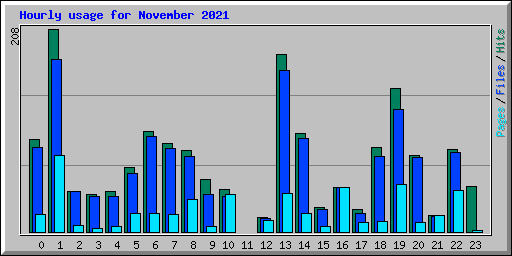 Hourly usage for November 2021
208
Pages/Files/Hits
0 1 2 3 4 5 6 7 8 9 10 11 12 13 14 15 16 17 18 19 20 21 22 23